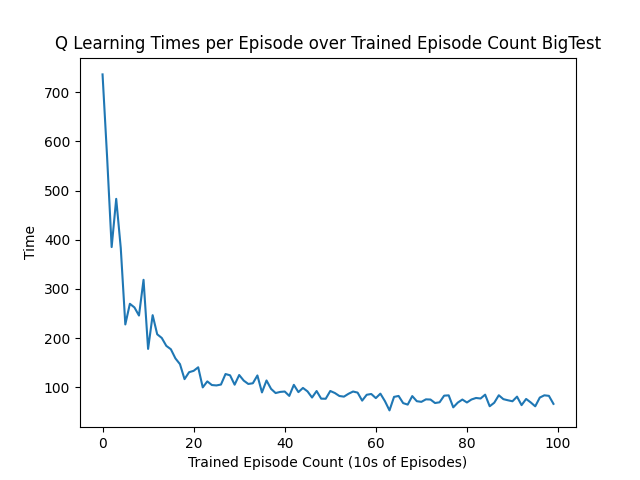 Q Learning Times per Episode over Trained Episode Count BigTest
700
600
500
400
300
200
100
Time
0 20 40 60 80 100
Trained Episode Count (10s of Episodes)